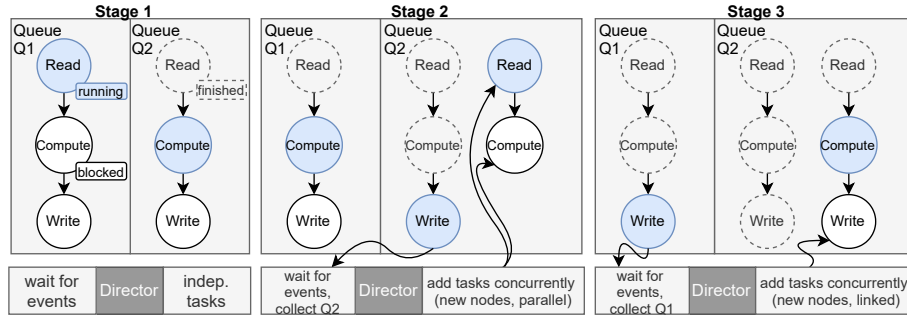 Stage 1
Queue
Q1
Read
running
Compute
blocked
Write
Queue
Q2
Read
finished
Compute
Write
wait for
events
Director
indep.
tasks
Stage 2
Queue
Q1
Read
Compute
Write
Queue
Q2
Read
Compute
Write
Read
Compute
wait for
events,
collect Q2
Director
add tasks concurrently
(new nodes, parallel)
Stage 3
Queue
Q1
Read
Compute
Write
Queue
Q2
Read
Compute
Write
Read
Compute
Write
wait for
events,
collect Q1
Director
add tasks concurrently
(new nodes, linked)